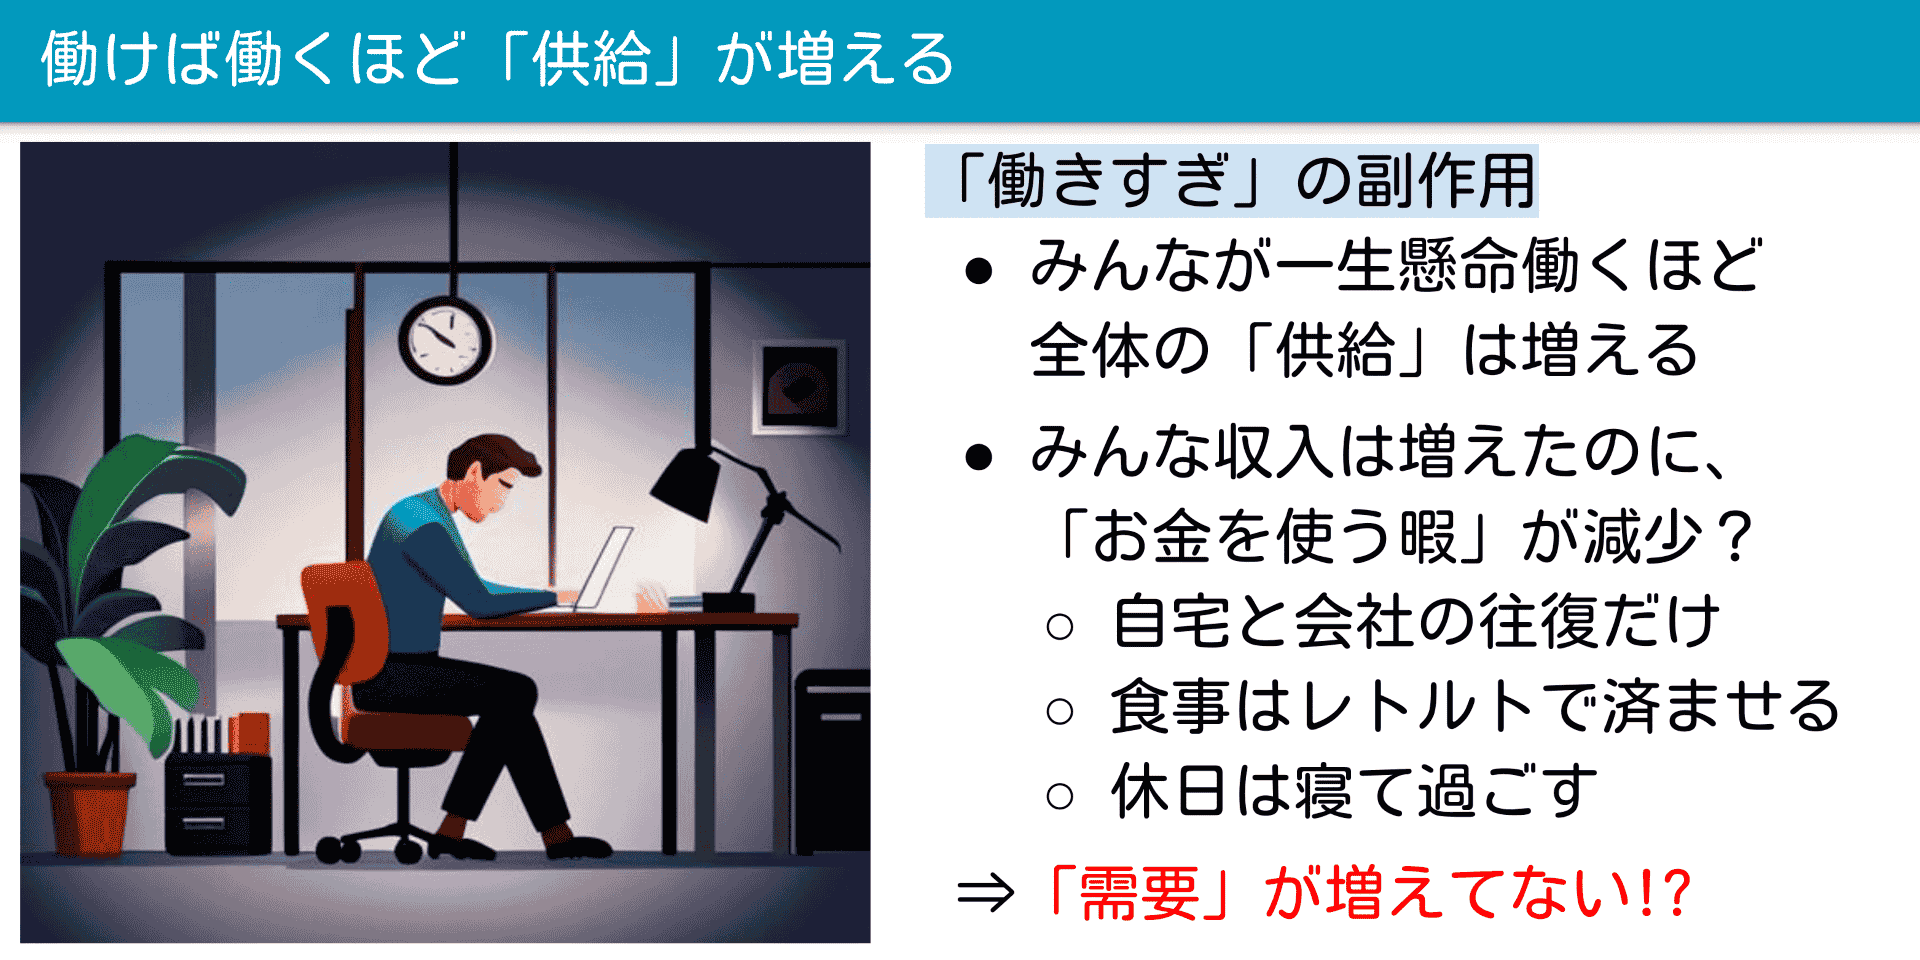 働けば働くほど「供給」が増える
「働きすぎ」の副作用
● みんなが一生懸命働くほど
全体の「供給」は増える
● みんな収入は増えたのに、
「お金を使う暇」が減少？
○ 自宅と会社の往復だけ
○ 食事はレトルトで済ませる
○ 休日は寝て過ごす
⇒「需要」が増えてない!?